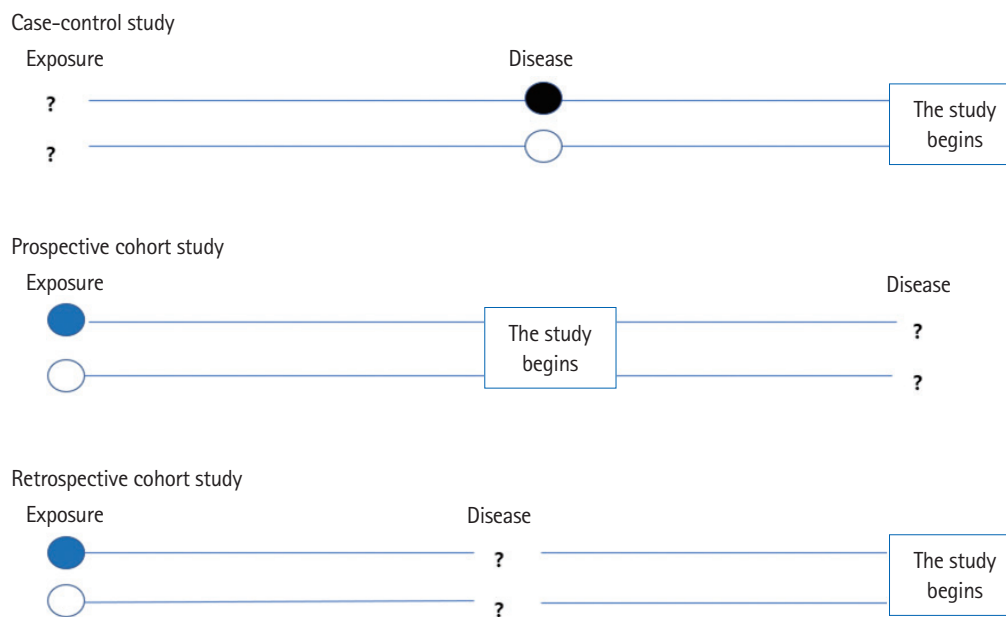 Case-control study
Exposure Disease
?
The study
begins
?
Prospective cohort study
Exposure Disease
The study
begins
?
?
Retrospective cohort study
Exposure Disease
?
The study
begins
?